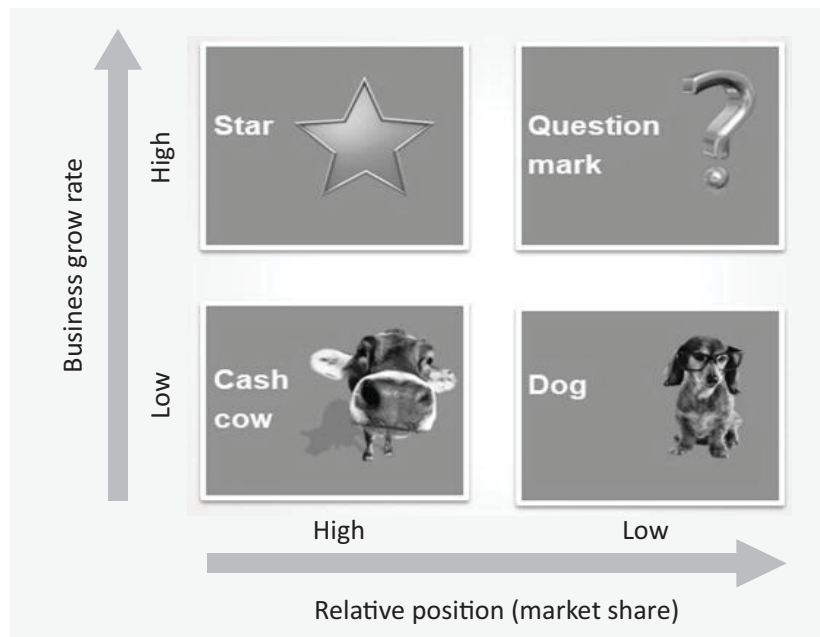 Business grow rate
High
Low
Star
Question
mark
Cash
cow
Dog
High
Low
Relative position (market share)